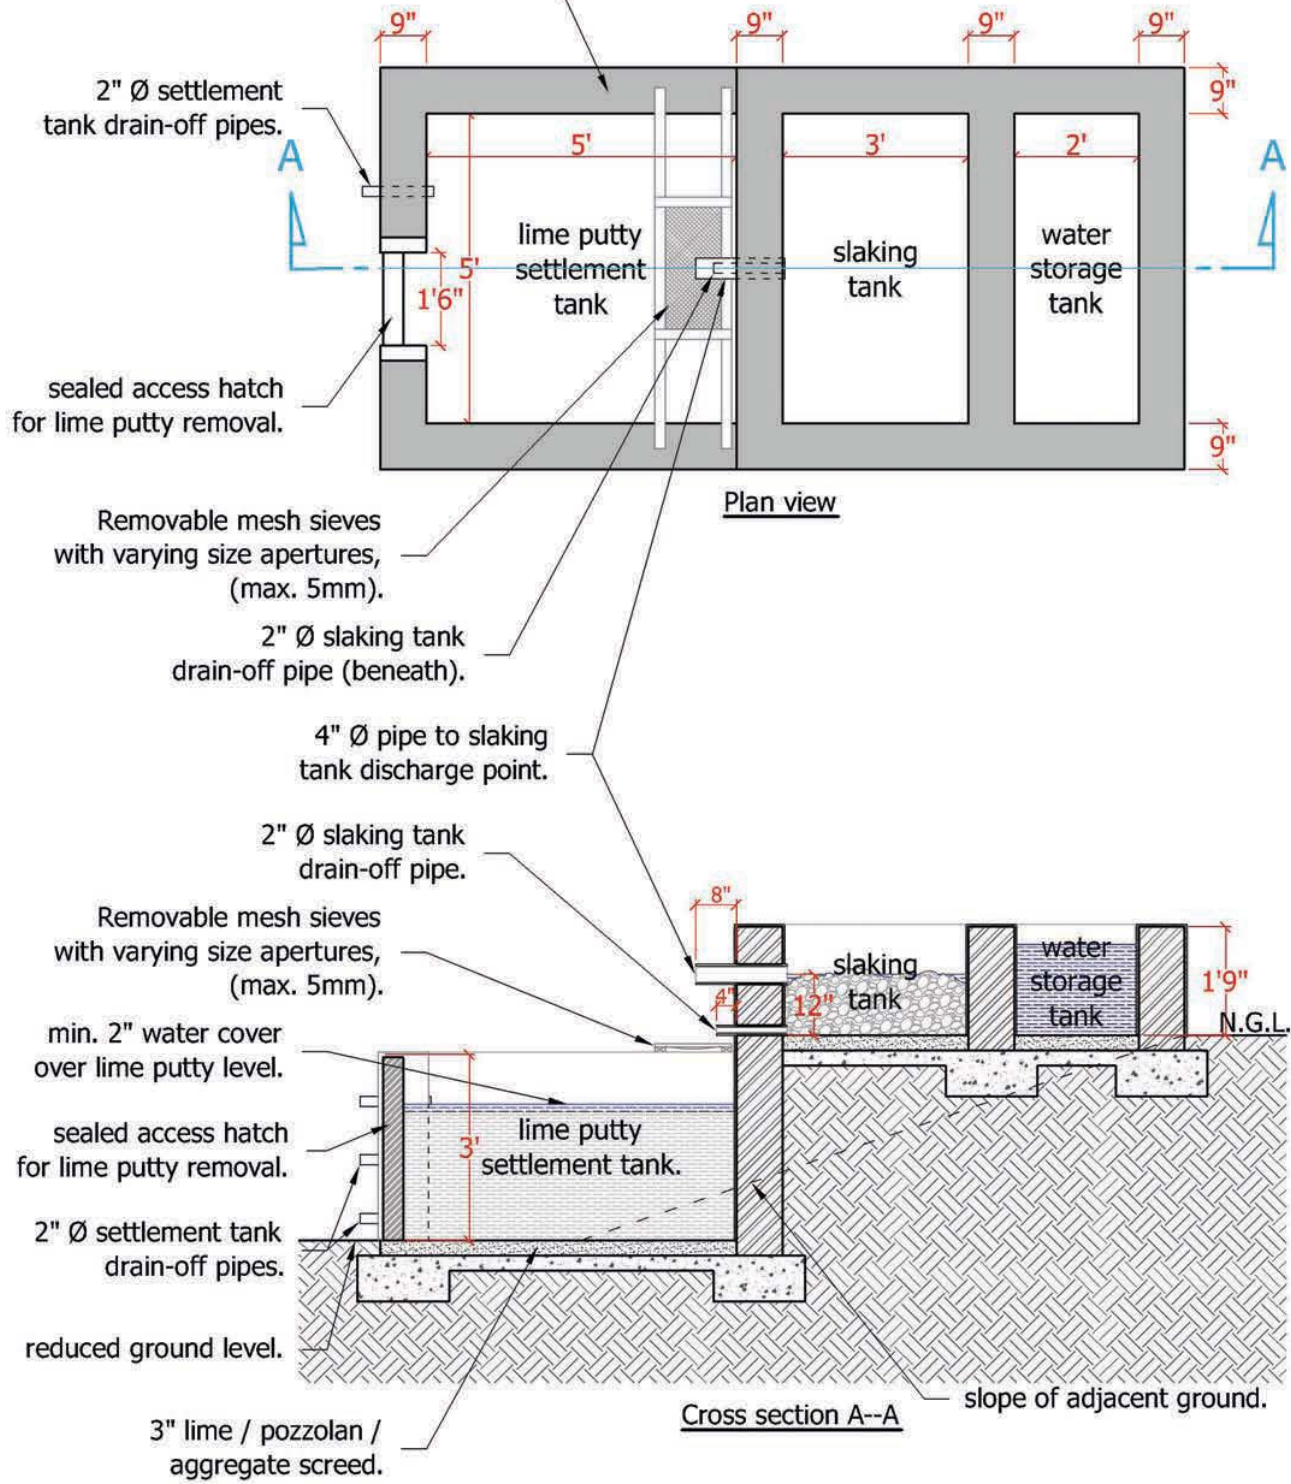 9"
9"
9"
9"
2" Ø settlement
tank drain-off pipes.
9"
A
5'
3'
2'
A
lime putty
settlement
tank
slaking
tank
water
storage
tank
5'
1'6"
sealed access hatch
for lime putty removal.
9"
Plan view
Removable mesh sieves
with varying size apertures,
(max. 5mm).
2" Ø slaking tank
drain-off pipe (beneath).
4" Ø pipe to slaking
tank discharge point.
2" Ø slaking tank
drain-off pipe.
8"
Removable mesh sieves
with varying size apertures,
(max. 5mm).
slaking
tank
water
storage
tank
1'9"
4"
12"
N.G.L.
min. 2" water cover
over lime putty level.
sealed access hatch
for lime putty removal.
3'
lime putty
settlement tank.
2" Ø settlement tank
drain-off pipes.
reduced ground level.
slope of adjacent ground.
Cross section A--A
3" lime / pozzolan /
aggregate screed.